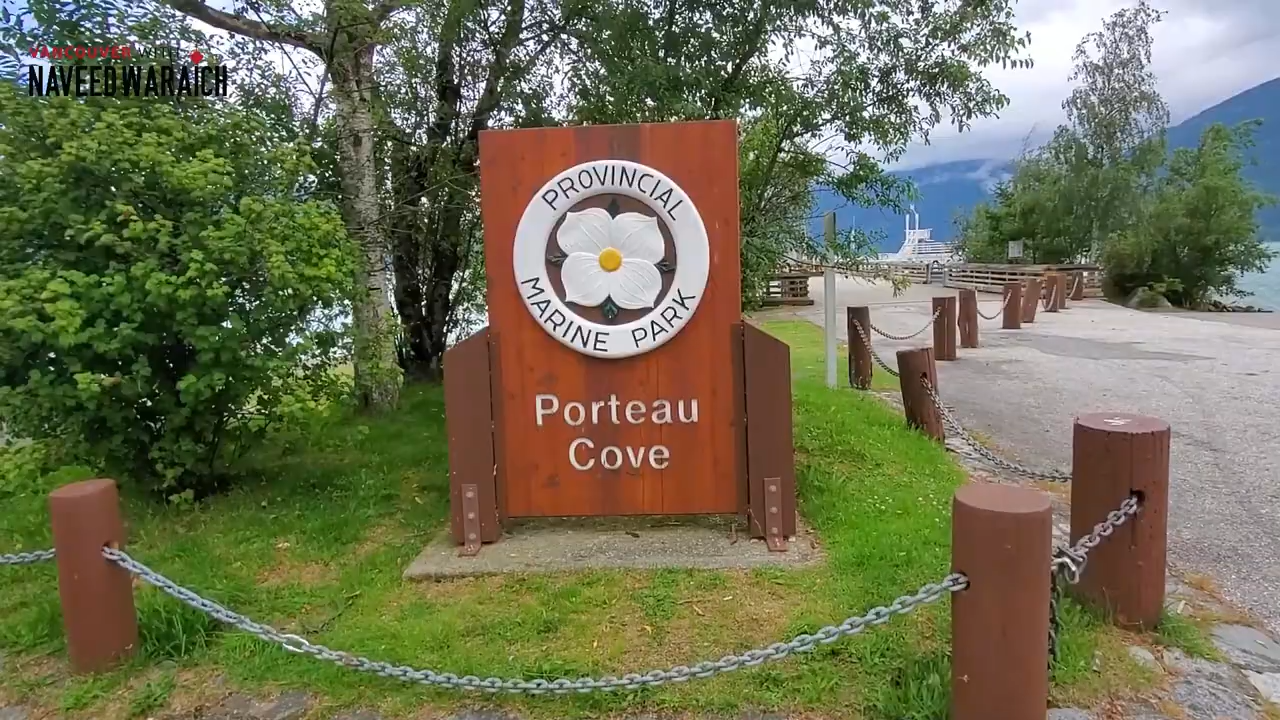 VANCOUVER WITH
NAVEED WARAICH
PROVINCIAL
MARINE PARK
Porteau
Cove